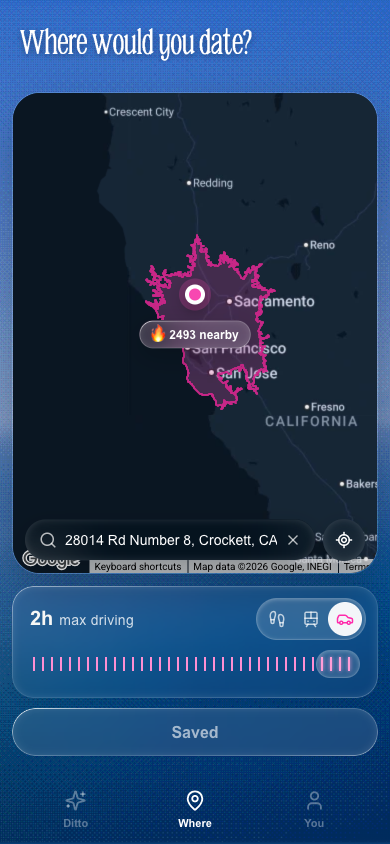 Where would you date?
Crescent City
Redding
Reno
Sacramento
2493 nearby
San Francisco
San Jose
Fresno
CALIFORNIA
Bakers
28014 Rd Number 8, Crockett, CA
Google
Keyboard shortcuts
Map data ©2026 Google, INEGI
Term
2h max driving
Saved
Ditto
Where
You